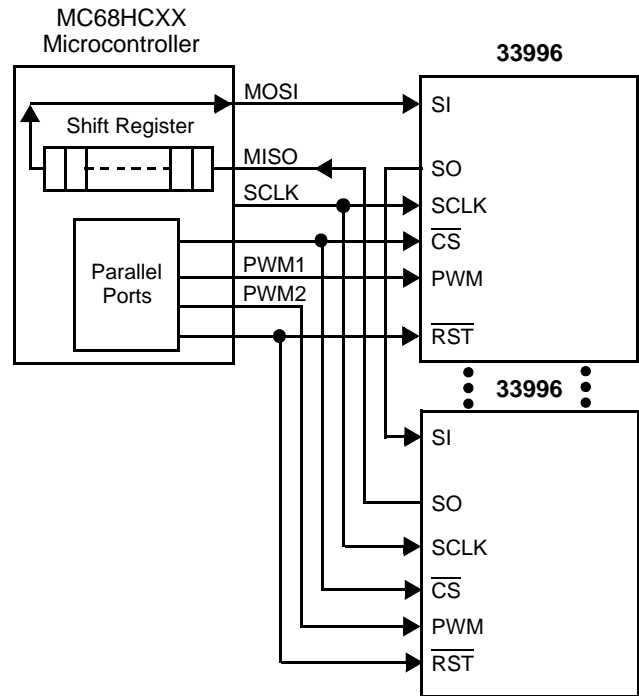 MC68HCXX
Microcontroller
33996
MOSI
SI
Shift Register
MISO
SO
SCLK
SCLK
CS
Parallel
Ports
PWM1
PWM
PWM2
RST
33996
SI
SO
SCLK
CS
PWM
RST